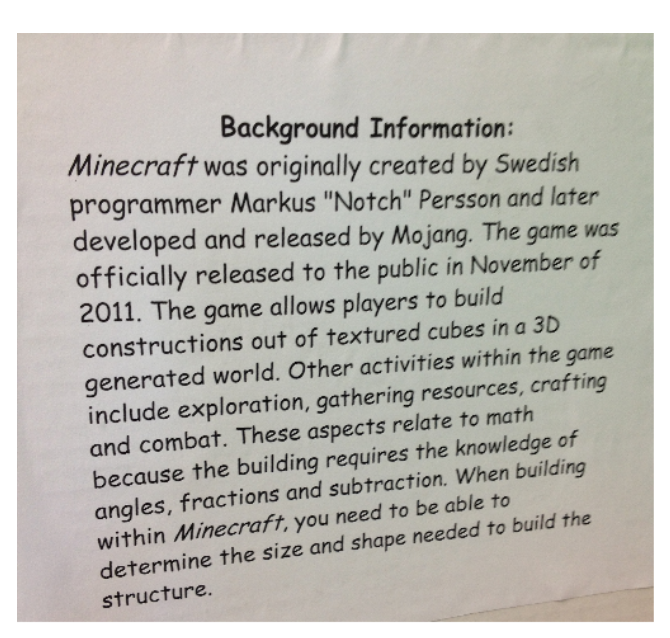 Background Information:
Minecraft was originally created by Swedish
programmer Markus "Notch" Persson and later
developed and released by Mojang. The game was
officially released to the public in November of
2011. The game allows players to build
constructions out of textured cubes in a 3D
generated world. Other activities within the game
include exploration, gathering resources, crafting
and combat. These aspects relate to math
because the building requires the knowledge of
angles, fractions and subtraction. When building
within Minecraft, you need to be able to
determine the size and shape needed to build the
structure.